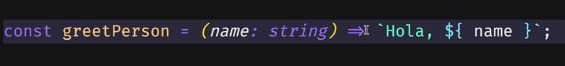 const greetPerson = (name: string) => `Hola, ${ name }`;